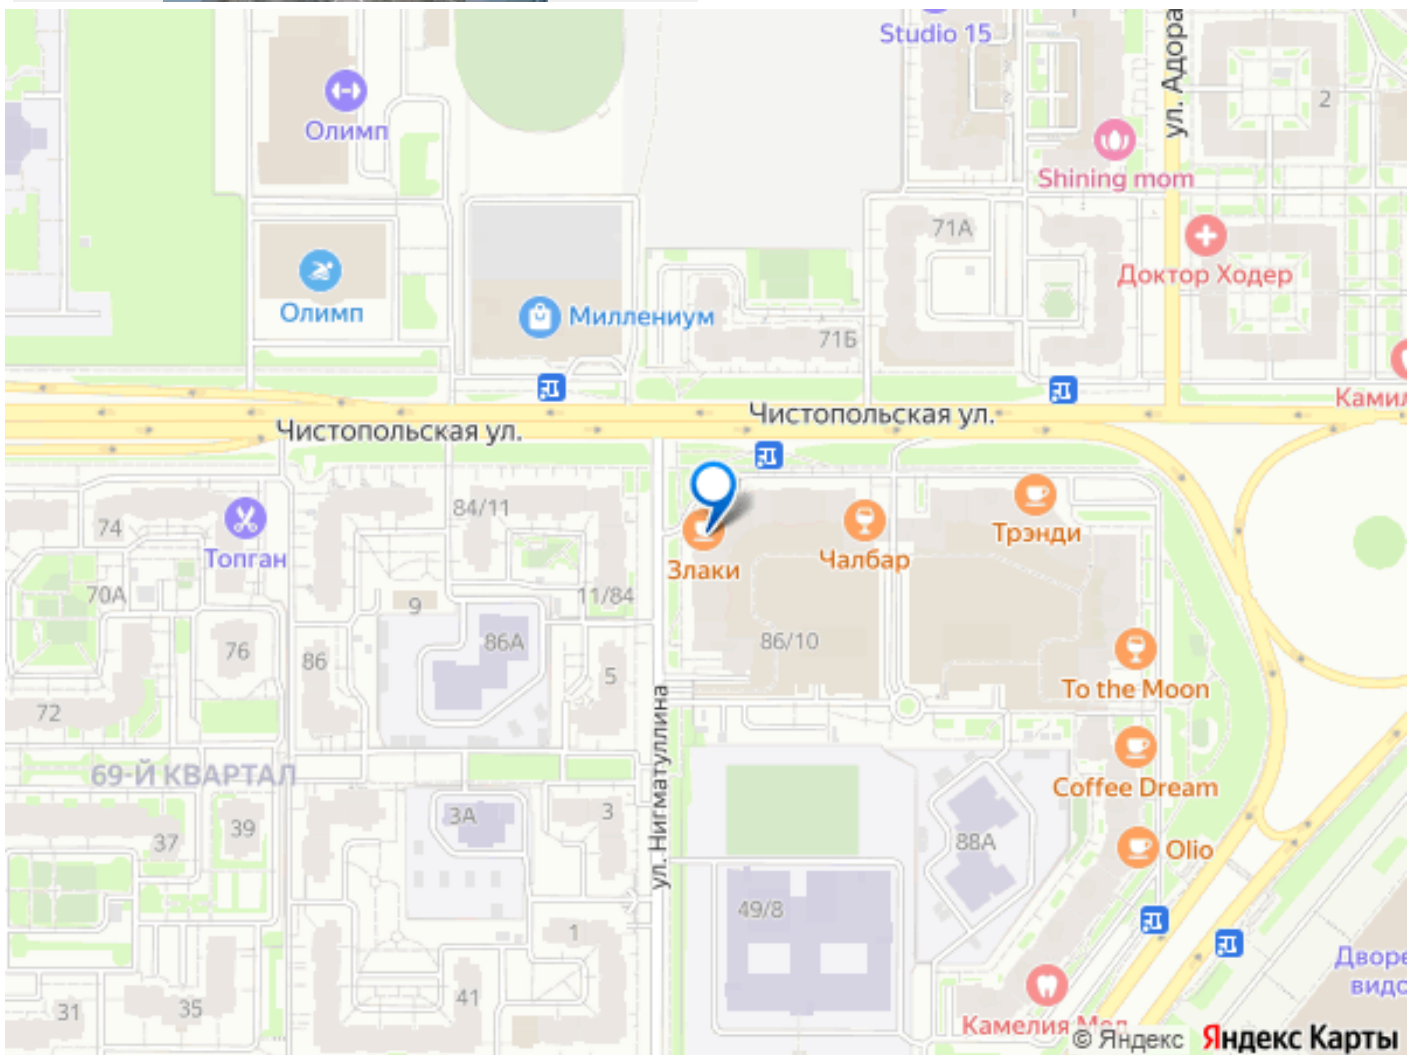 Studio 15
ул. Адора
2
Олимп
Shining mom
71А
Доктор Ходер
Олимп
Миллениум
71Б
Чистопольская ул.
Чистопольская ул.
84/11
74
Топган
Злаки
Чалбар
Трэнди
70А
9
11/84
76
86
86А
5
86/10
72
To the Moon
69-Й КВАРТАЛ
ул. Нигматуллина
Coffee Dream
3А
3
39
37
88А
Olio
49/8
1
41
35
31
Камелия Мед
© Яндекс Яндекс Карты